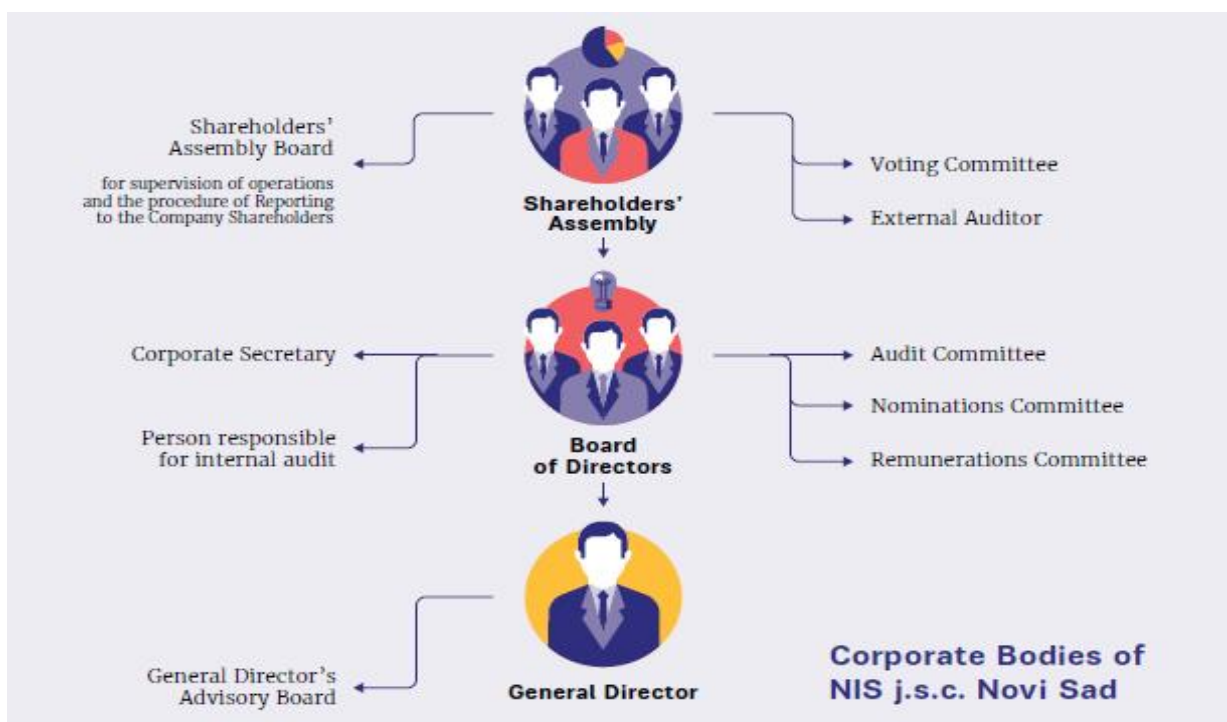 Shareholders'
Assembly Board
for supervision of operations
and the procedure of Reporting
to the Company Shareholders
Shareholders'
Assembly
Voting Committee
External Auditor
Corporate Secretary
Person responsible
for internal audit
Board
of Directors
Audit Committee
Nominations Committee
Remunerations Committee
General Director's
Advisory Board
General Director
Corporate Bodies of
NIS j.s.c. Novi Sad